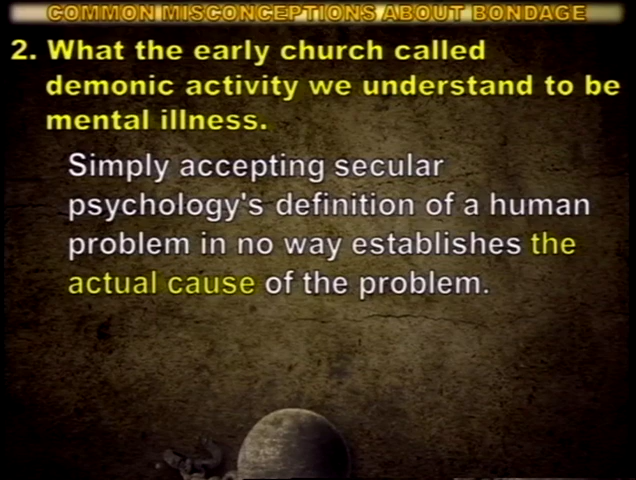 COMMON MISCONCEPTIONS ABOUT BONDAGE
2. What the early church called
demonic activity we understand to be
mental illness.
Simply accepting secular
psychology's definition of a human
problem in no way establishes the
actual cause of the problem.